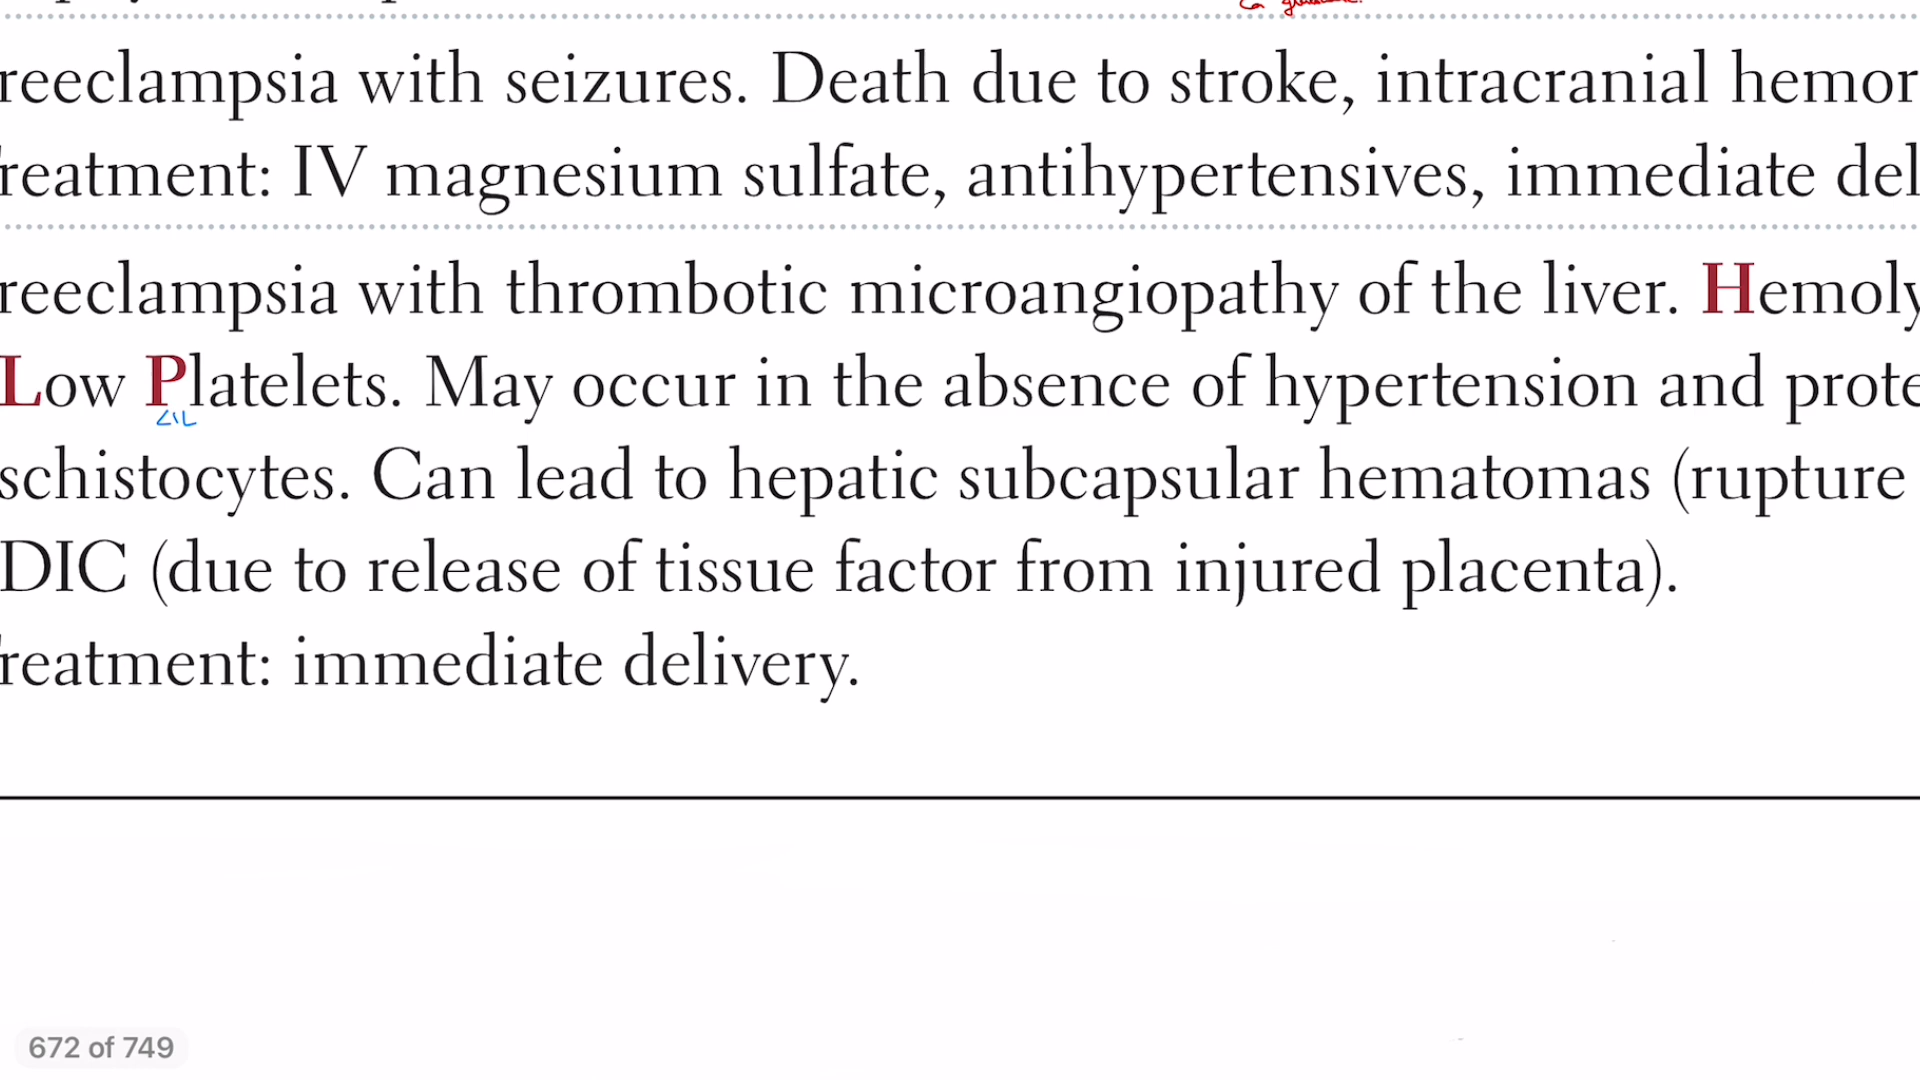 reeclampsia with seizures. Death due to stroke, intracranial hemor
reatment: IV magnesium sulfate, antihypertensives, immediate del
reeclampsia with thrombotic microangiopathy of the liver. Hemoly
Low Platelets. May occur in the absence of hypertension and prote
<1L
schistocytes. Can lead to hepatic subcapsular hematomas (rupture
DIC (due to release of tissue factor from injured placenta).
reatment: immediate delivery.
672 of 749